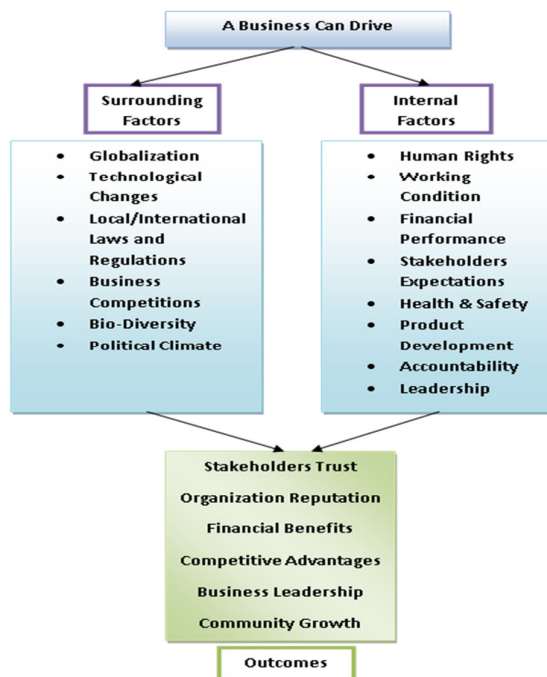 A Business Can Drive
Surrounding
Factors
• Globalization
• Technological
Changes
• Local/International
Laws and
Regulations
• Business
Competitions
• Bio-Diversity
• Political Climate
Internal
Factors
• Human Rights
• Working
Condition
• Financial
Performance
• Stakeholders
Expectations
• Health & Safety
• Product
Development
• Accountability
• Leadership
Stakeholders Trust
Organization Reputation
Financial Benefits
Competitive Advantages
Business Leadership
Community Growth
Outcomes